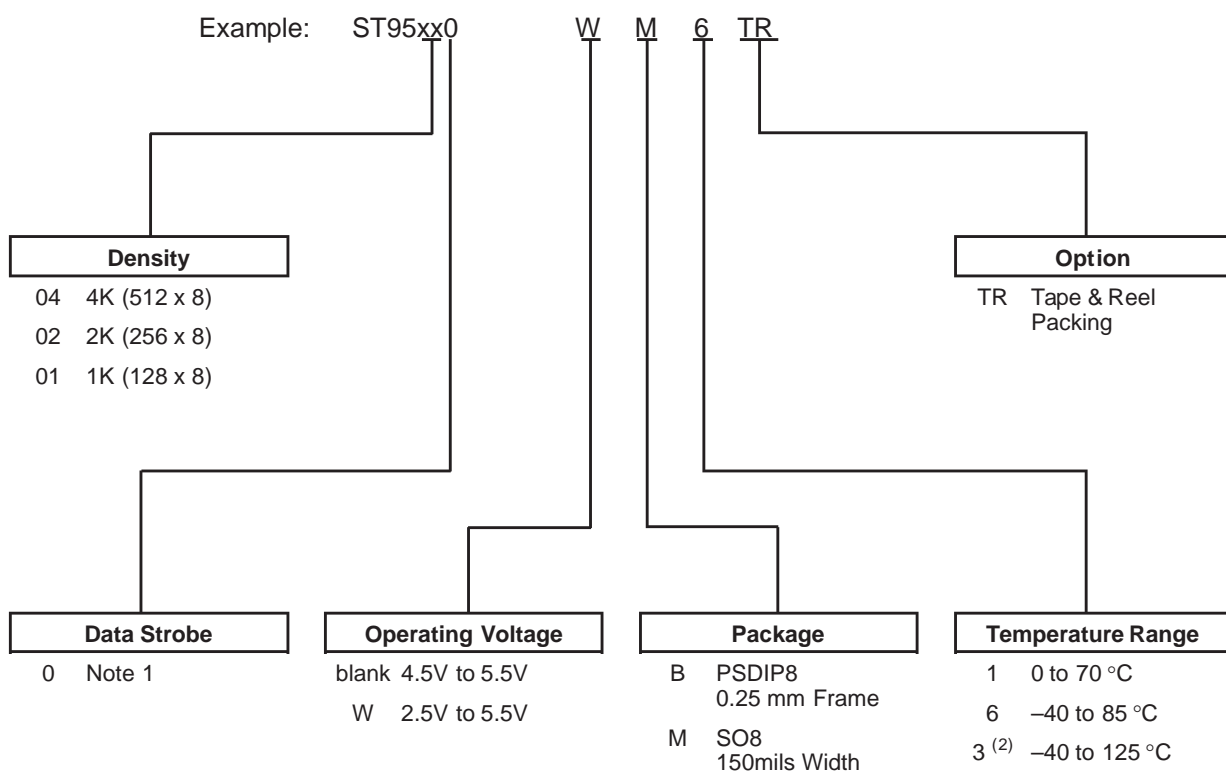 Example: ST95xx0 W M 6 TR
Density
04 4K (512 x 8)
02 2K (256 x 8)
01 1K (128 x 8)
Option
TR Tape & Reel
Packing
Data Strobe
0 Note 1
Operating Voltage
blank 4.5V to 5.5V
W 2.5V to 5.5V
Package
B PSDIP8
0.25 mm Frame
M SO8
150mils Width
Temperature Range
1 0 to 70 °C
6 –40 to 85 °C
3 (2) –40 to 125 °C